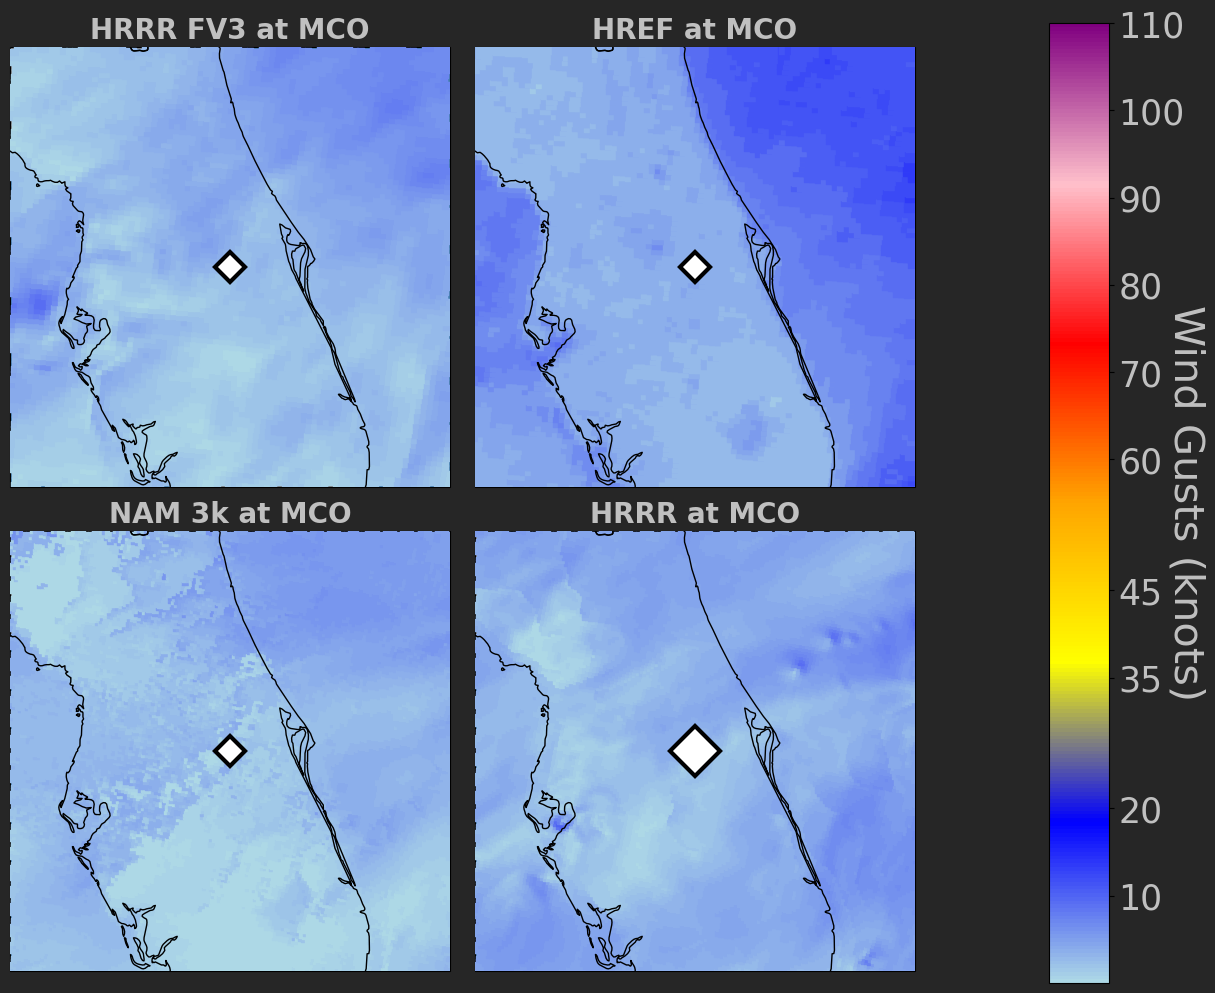 HRRR FV3 at MCO
HREF at MCO
NAM 3k at MCO
HRRR at MCO
110
100
90
80
70
60
45
35
20
10
Wind Gusts (knots)